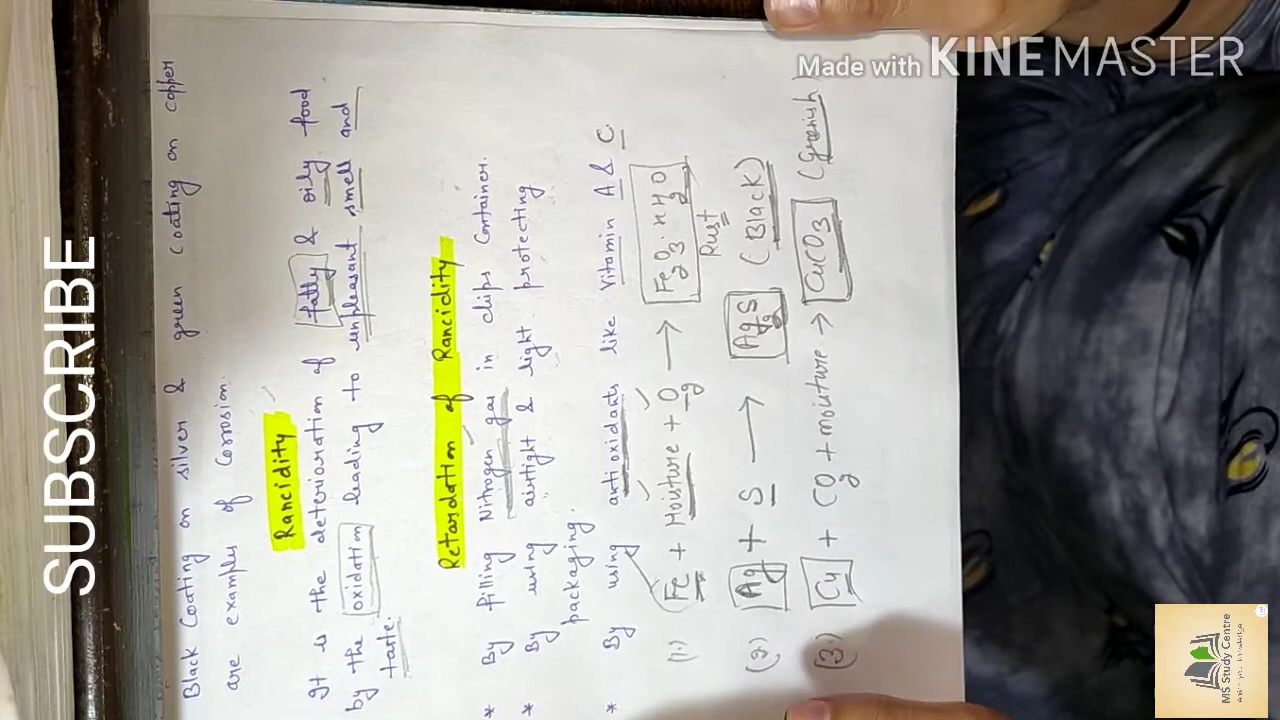 Made with KINEMASTER
SUBSCRIBE
Black Coating on silver & green coating on copper
are examples of Corrosion.
Rancidity
It is the deterioration of fatty & oily food
by the oxidation leading to unpleasant smell and
taste.
Retardation of Rancidity
* By filling Nitrogen gas in chips Container.
* By using airtight & light protecting
packaging.
* By using antioxidants like Vitamin A & C.
(1.) Fe + Moisture + O2 → Fe2O3.xH2O
Rust
(2.) Ag + S → Ag2S (Black)
(3.) Cu + CO2 + moisture → CuCO3 (Greenish)
MS Study Centre